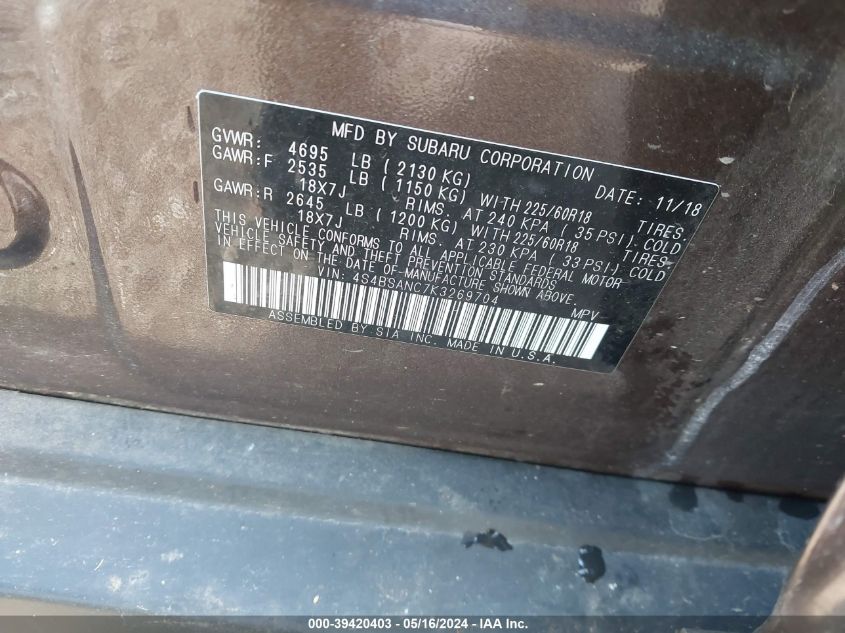 MFD BY SUBARU CORPORATION
GVWR: 4695 LB ( 2130 KG) DATE: 11/18
GAWR:F 2535 LB ( 1150 KG) WITH 225/60R18 TIRES,
18X7J RIMS, AT 240 KPA ( 35 PSI) COLD
GAWR:R 2645 LB ( 1200 KG) WITH 225/60R18 TIRES,
18X7J RIMS, AT 230 KPA ( 33 PSI) COLD
THIS VEHICLE CONFORMS TO ALL APPLICABLE FEDERAL MOTOR
VEHICLE SAFETY AND THEFT PREVENTION STANDARDS
IN EFFECT ON THE DATE OF MANUFACTURE SHOWN ABOVE.
VIN: 4S4BSANC7K3269704 MPV
ASSEMBLED BY SIA INC. MADE IN U.S.A.
000-39420403 - 05/16/2024 - IMAGE COPYRIGHT IAA, INC.